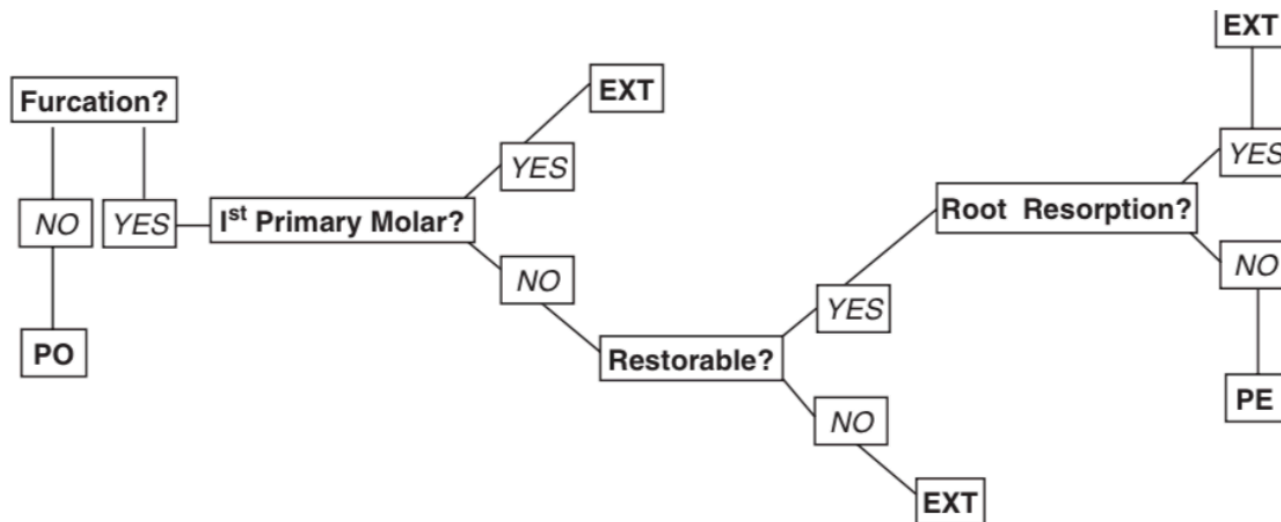 EXT
Furcation?
EXT
YES
YES
NO
YES
Ist Primary Molar?
Root Resorption?
NO
NO
YES
PO
Restorable?
PE
NO
EXT